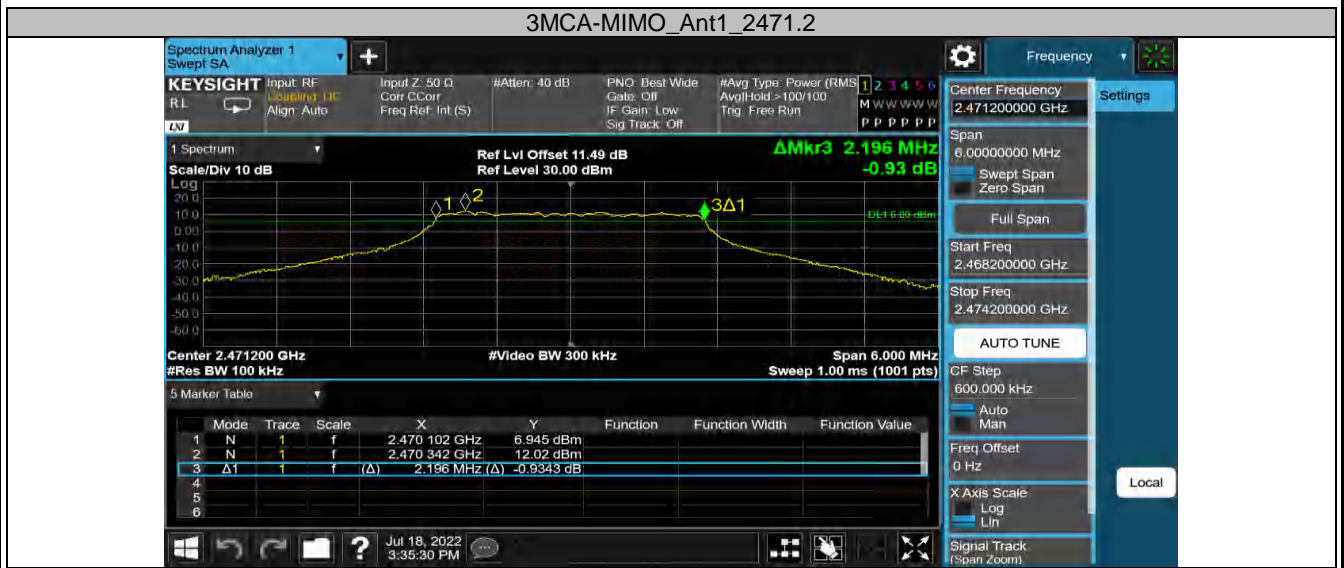 3MCA-MIMO_Ant1_2471.2
Spectrum Analyzer 1
Swept SA
+
Frequency
KEYSIGHT
RL
LXI
Input: RF
Coupling: DC
Align: Auto
Input Z: 50 Ω
Corr CCorr
Freq Ref: Int (S)
#Atten: 40 dB
PNO: Best Wide
Gate: Off
IF Gain: Low
Sig Track: Off
#Avg Type: Power (RMS
Avg|Hold:>100/100
Trig: Free Run
1 2 3 4 5 6
M W W W W W
P P P P P P
Center Frequency
2.471200000 GHz
Settings
1 Spectrum
Scale/Div 10 dB
Ref Lvl Offset 11.49 dB
Ref Level 30.00 dBm
ΔMkr3 2.196 MHz
-0.93 dB
Span
6.00000000 MHz
Swept Span
Zero Span
Log
20.0
10.0
0.00
-10.0
-20.0
-30.0
-40.0
-50.0
-60.0
1
2
3Δ1
DL1 6.00 dBm
Full Span
Start Freq
2.468200000 GHz
Stop Freq
2.474200000 GHz
AUTO TUNE
Center 2.471200 GHz
#Res BW 100 kHz
#Video BW 300 kHz
Span 6.000 MHz
Sweep 1.00 ms (1001 pts)
CF Step
600.000 kHz
Auto
Man
5 Marker Table
Mode Trace Scale X Y Function Function Width Function Value
1 N 1 f 2.470 102 GHz 6.945 dBm
2 N 1 f 2.470 342 GHz 12.02 dBm
3 Δ1 1 f (Δ) 2.196 MHz (Δ) -0.9343 dB
4
5
6
Freq Offset
0 Hz
X Axis Scale
Log
Lin
Local
Signal Track
(Span Zoom)
?
Jul 18, 2022
3:35:30 PM